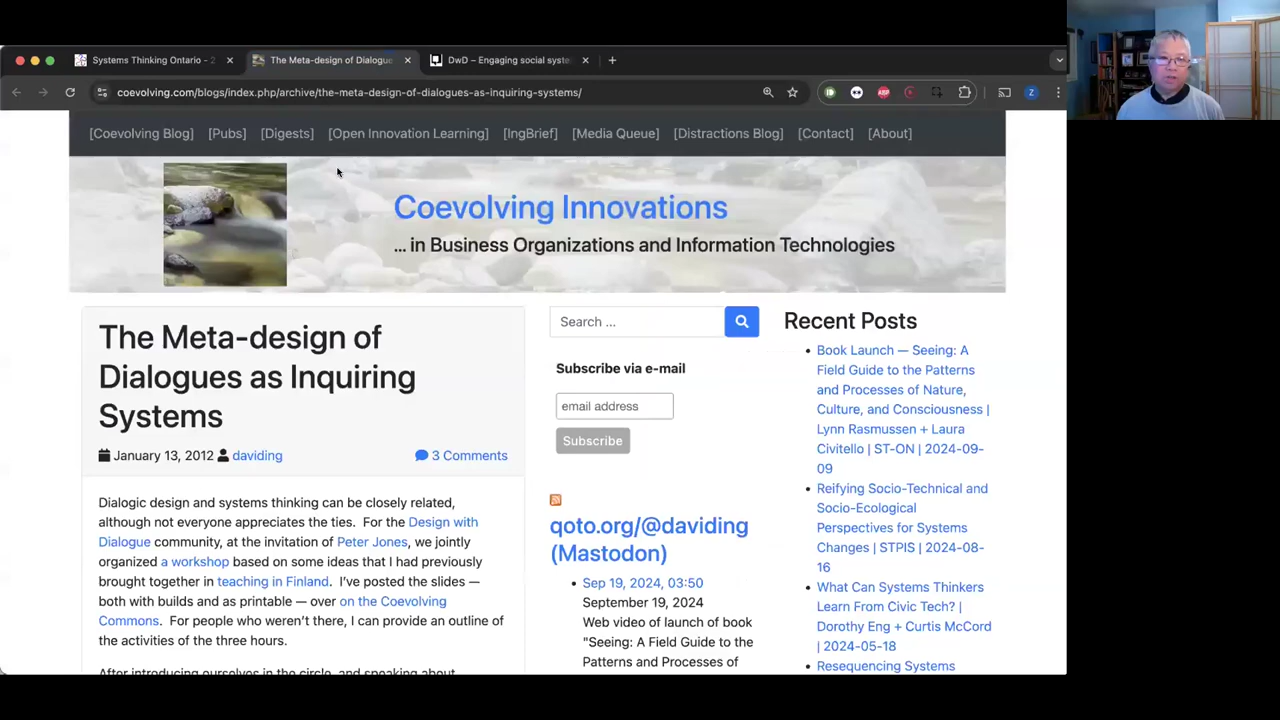 Systems Thinking Ontario - 2
The Meta-design of Dialogue
DwD – Engaging social syste
coevolving.com/blogs/index.php/archive/the-meta-design-of-dialogues-as-inquiring-systems/
ABP
Z
[Coevolving Blog] [Pubs] [Digests] [Open Innovation Learning] [IngBrief] [Media Queue] [Distractions Blog] [Contact] [About]
Coevolving Innovations
... in Business Organizations and Information Technologies
The Meta-design of
Dialogues as Inquiring
Systems
January 13, 2012 daviding 3 Comments
Dialogic design and systems thinking can be closely related,
although not everyone appreciates the ties. For the Design with
Dialogue community, at the invitation of Peter Jones, we jointly
organized a workshop based on some ideas that I had previously
brought together in teaching in Finland. I've posted the slides —
both with builds and as printable — over on the Coevolving
Commons. For people who weren't there, I can provide an outline of
the activities of the three hours.
After introducing ourselves in the circle, and speaking about
Search ...
Subscribe via e-mail
email address
Subscribe
qoto.org/@daviding
(Mastodon)
Sep 19, 2024, 03:50
September 19, 2024
Web video of launch of book
"Seeing: A Field Guide to the
Patterns and Processes of
Recent Posts
Book Launch — Seeing: A
Field Guide to the Patterns
and Processes of Nature,
Culture, and Consciousness |
Lynn Rasmussen + Laura
Civitello | ST-ON | 2024-09-
09
Reifying Socio-Technical and
Socio-Ecological
Perspectives for Systems
Changes | STPIS | 2024-08-
16
What Can Systems Thinkers
Learn From Civic Tech? |
Dorothy Eng + Curtis McCord
| 2024-05-18
Resequencing Systems